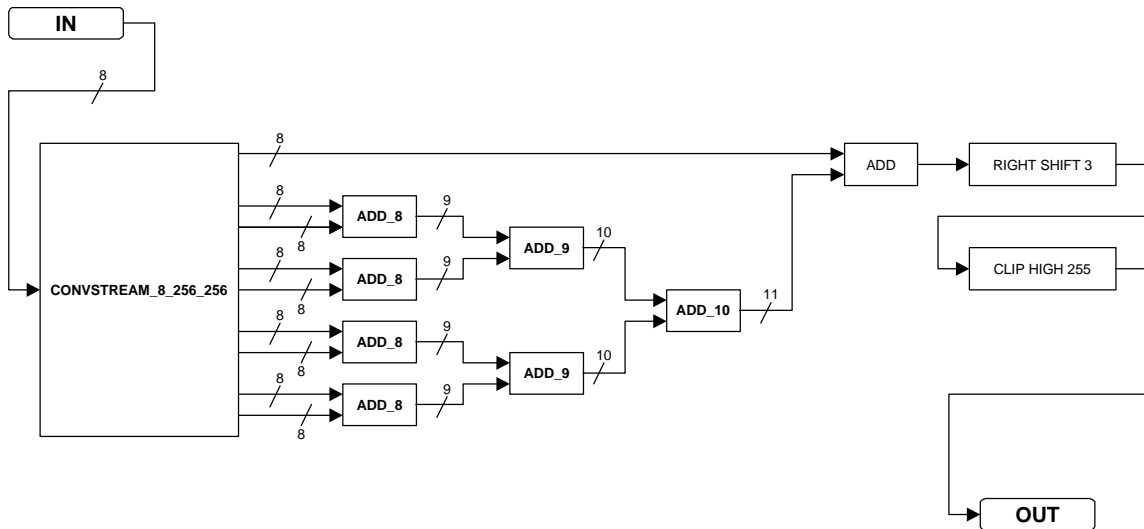 IN
8
8
ADD
RIGHT SHIFT 3
8
ADD_8
9
8
ADD_9
10
8
ADD_8
9
8
CLIP HIGH 255
CONVSTREAM_8_256_256
ADD_10
11
8
ADD_8
9
8
ADD_9
10
8
ADD_8
9
8
OUT